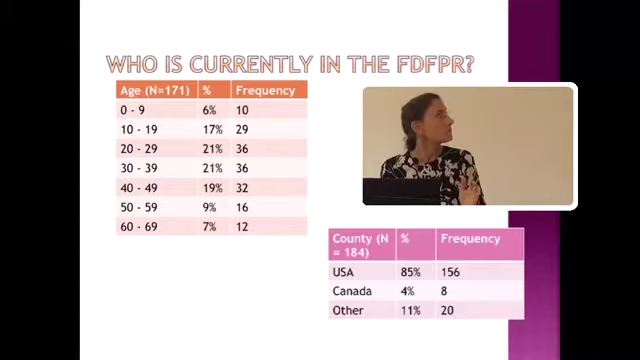 WHO IS CURRENTLY IN THE FDFPR?
Age (N=171) % Frequency
0 - 9 6% 10
10 - 19 17% 29
20 - 29 21% 36
30 - 39 21% 36
40 - 49 19% 32
50 - 59 9% 16
60 - 69 7% 12
County (N % Frequency
= 184)
USA 85% 156
Canada 4% 8
Other 11% 20